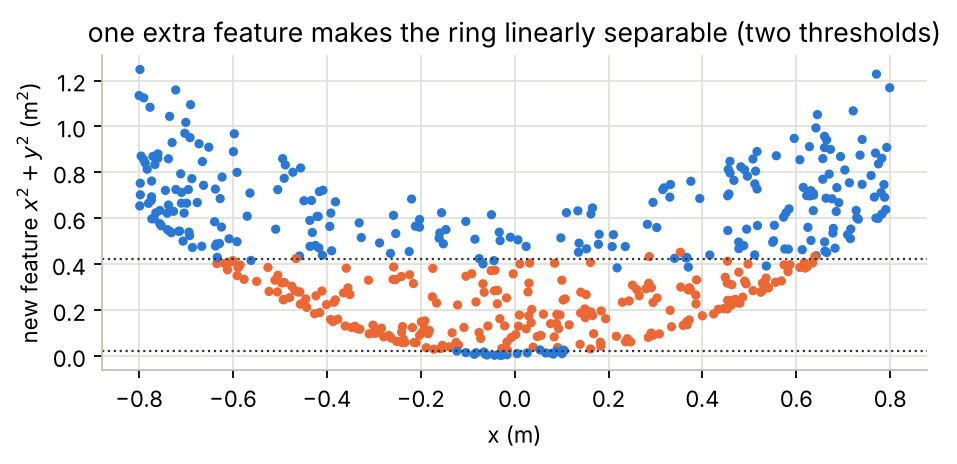 one extra feature makes the ring linearly separable (two thresholds)
new feature x² + y² (m²)
1.2
1.0
0.8
0.6
0.4
0.2
0.0
−0.8 −0.6 −0.4 −0.2 0.0 0.2 0.4 0.6 0.8
x (m)